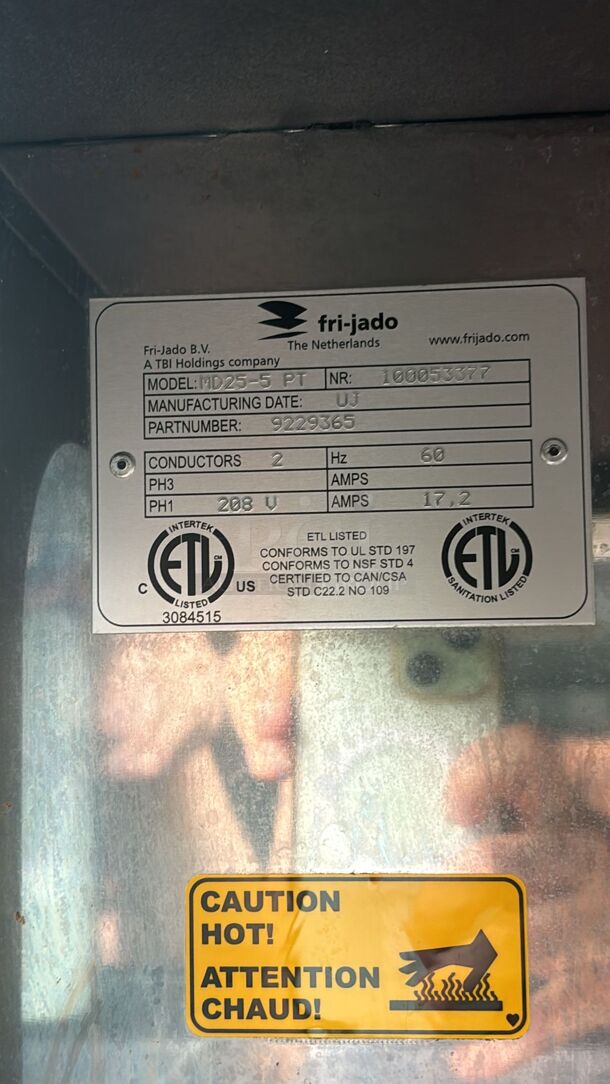 fri-jado
The Netherlands
www.frijado.com
Fri-Jado B.V.
A TBI Holdings company
MODEL: MD25-5 PT NR: 100053377
MANUFACTURING DATE: UJ
PARTNUMBER: 9229365
CONDUCTORS 2 Hz 60
PH3 AMPS
PH1 208 V AMPS 17,2
INTERTEK
ETL CM
LISTED
C US
3084515
ETL LISTED
CONFORMS TO UL STD 197
CONFORMS TO NSF STD 4
CERTIFIED TO CAN/CSA
STD C22.2 NO 109
INTERTEK
ETL CM
SANITATION LISTED
CAUTION
HOT!
ATTENTION
CHAUD!